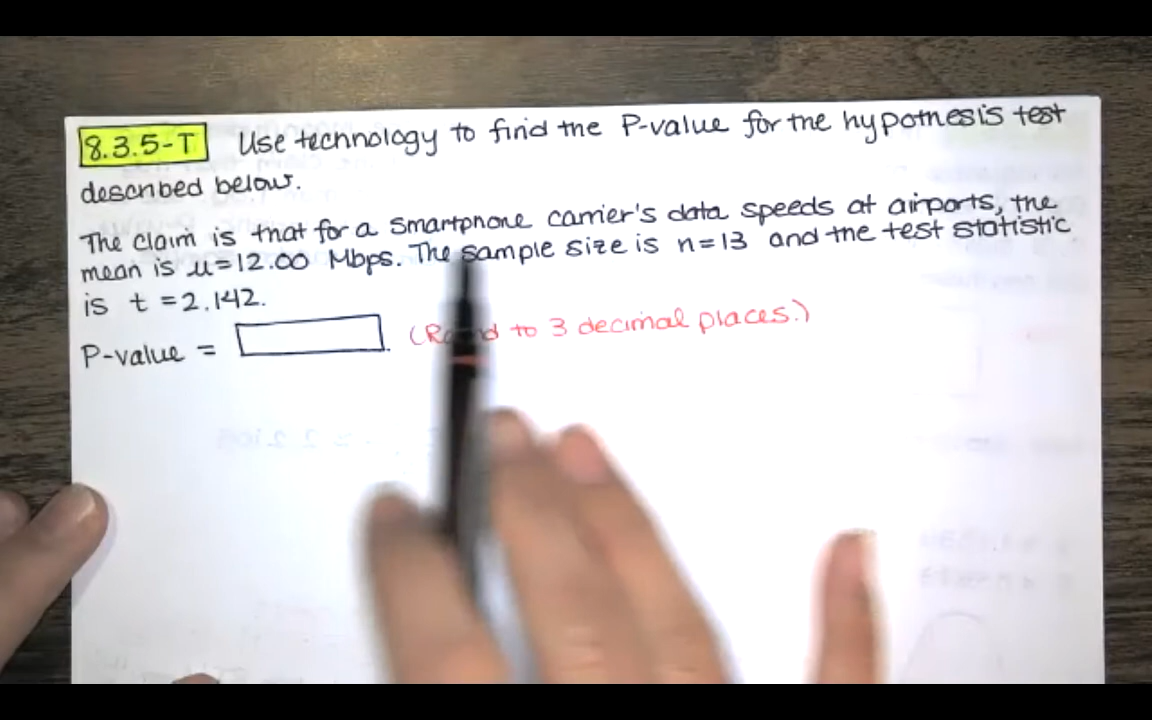 8.3.5-T Use technology to find the P-value for the hypothesis test
described below.
The claim is that for a smartphone carrier's data speeds at airports, the
mean is μ=12.00 Mbps. The sample size is n=13 and the test statistic
is t=2.142.
P-value = . (Round to 3 decimal places.)